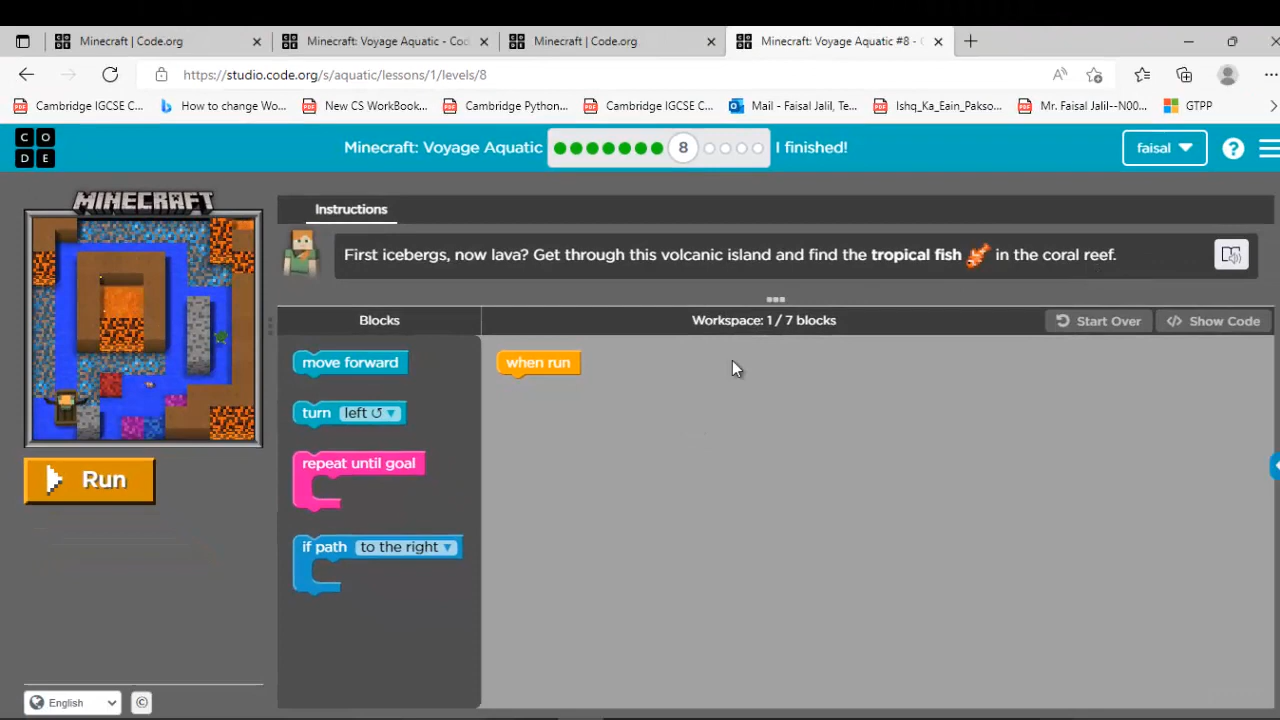 Minecraft | Code.org
Minecraft: Voyage Aquatic - Coc
Minecraft | Code.org
Minecraft: Voyage Aquatic #8 -
https://studio.code.org/s/aquatic/lessons/1/levels/8
Cambridge IGCSE C...
How to change Wo...
New CS WorkBook...
Cambridge Python...
Cambridge IGCSE C...
Mail - Faisal Jalil, Te...
Ishq_Ka_Eain_Pakso...
Mr. Faisal Jalil--N00...
GTPP
C O
D E
Minecraft: Voyage Aquatic
8
I finished!
faisal
?
MINECRAFT
Instructions
First icebergs, now lava? Get through this volcanic island and find the tropical fish in the coral reef.
Blocks
Workspace: 1 / 7 blocks
Start Over
</> Show Code
move forward
when run
turn left ↺
repeat until goal
Run
if path to the right
English
©